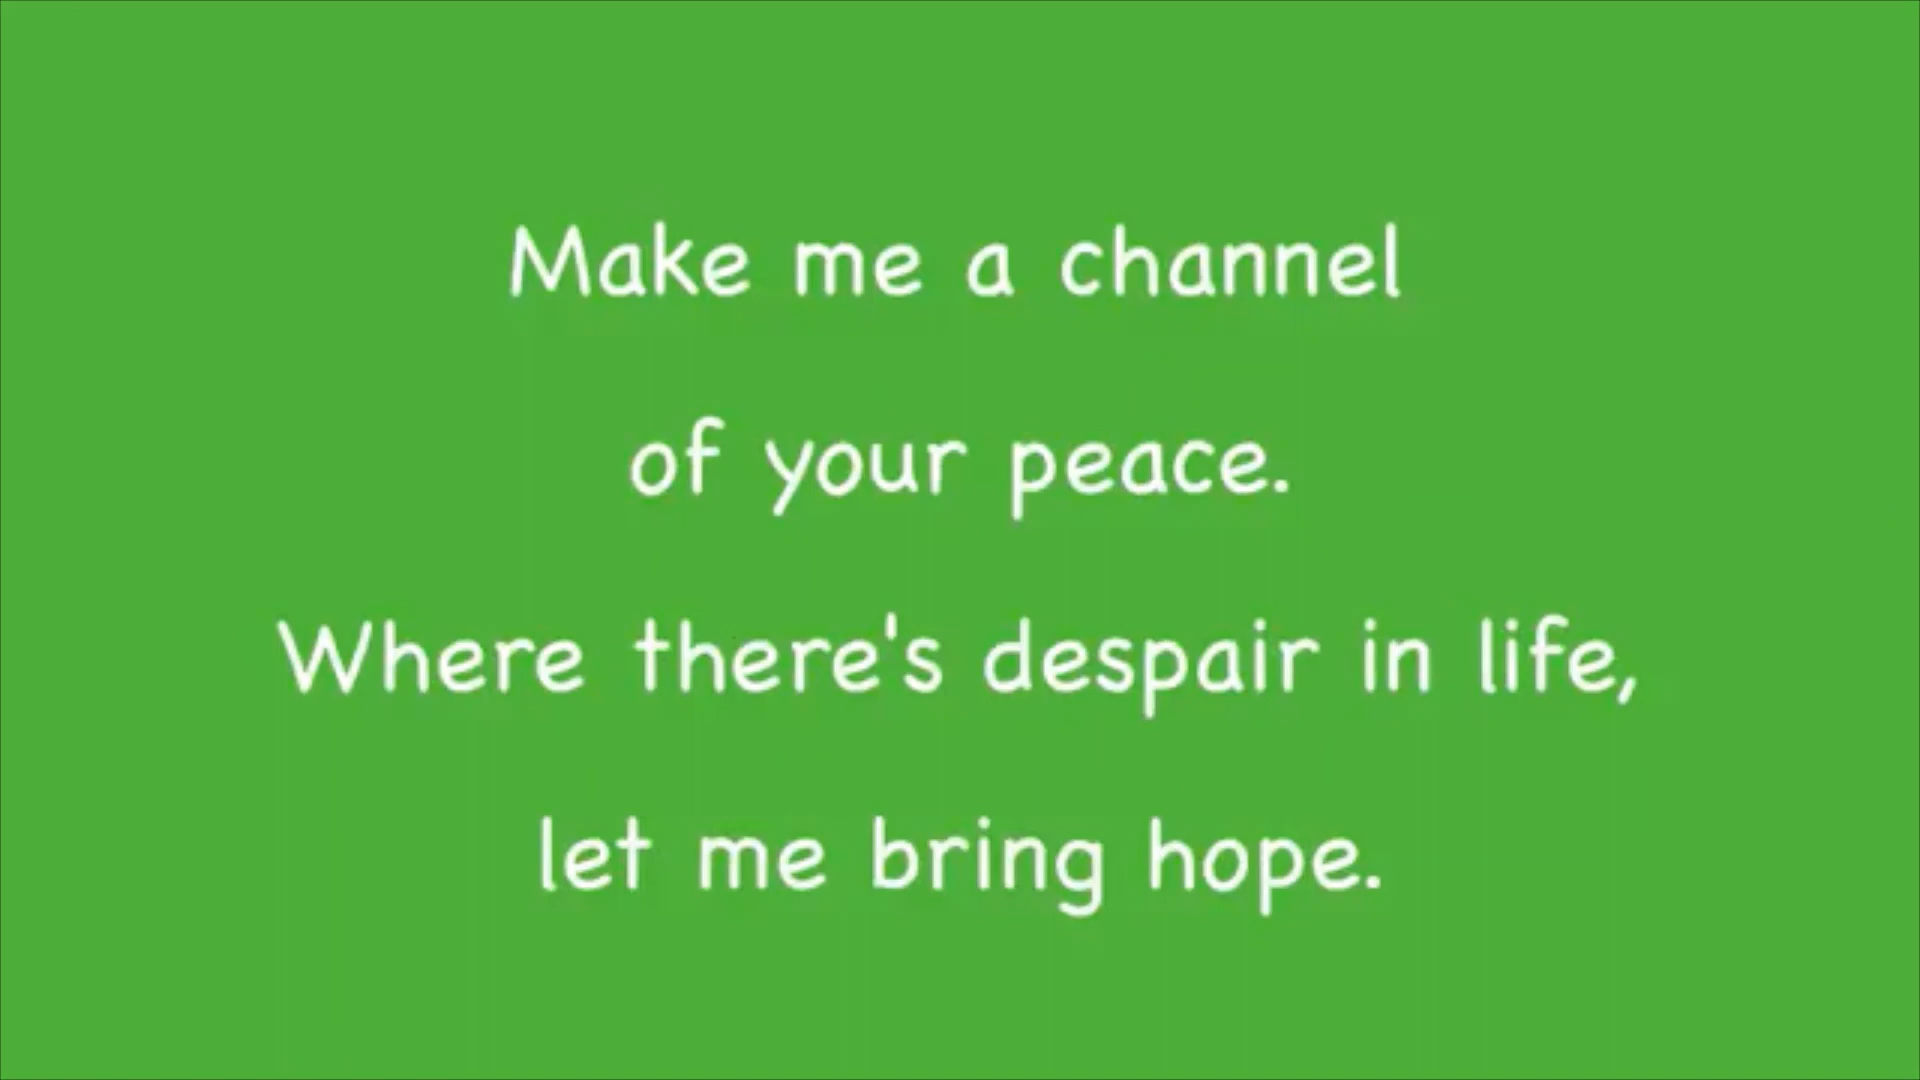 Make me a channel
of your peace.
Where there's despair in life,
let me bring hope.